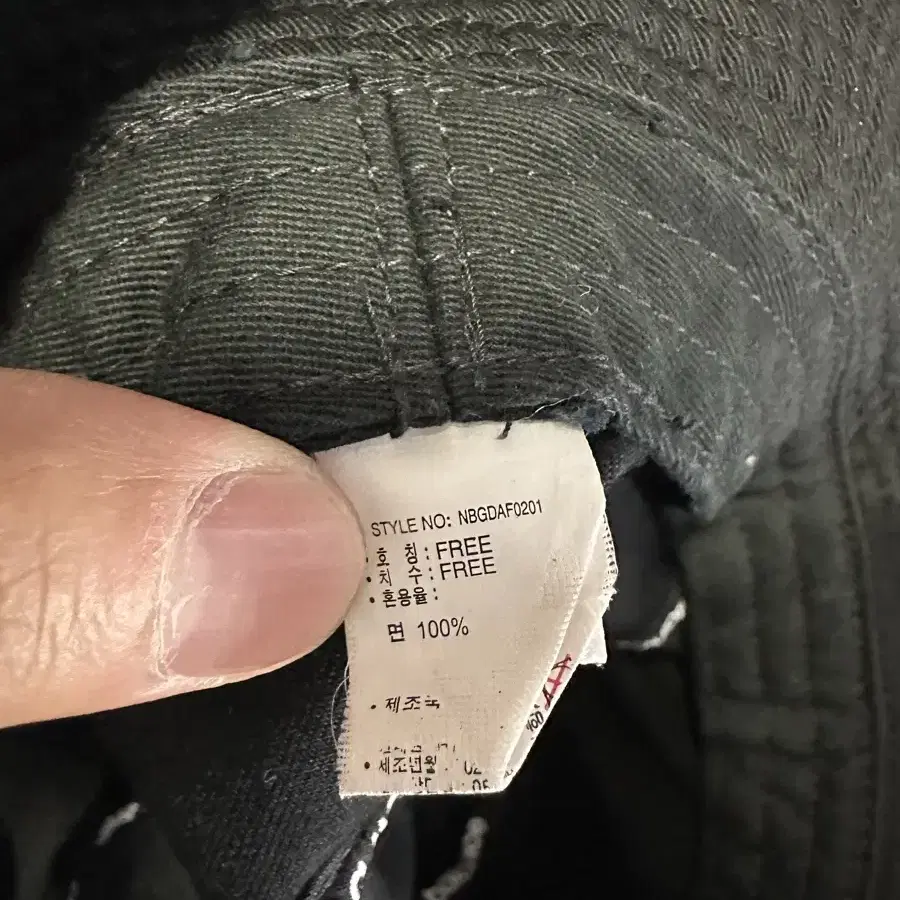 STYLE NO: NBGDAF0201
• 호 칭 : FREE
• 치 수 : FREE
• 혼용율 :
면 100%
• 제조국
• 제조년월 :